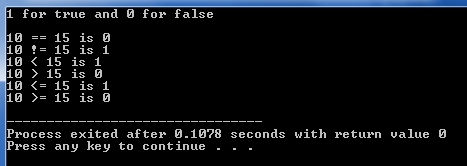 1 for true and 0 for false
10 == 15 is 0
10 != 15 is 1
10 < 15 is 1
10 > 15 is 0
10 <= 15 is 1
10 >= 15 is 0
--------------------------------
Process exited after 0.1078 seconds with return value 0
Press any key to continue . . .